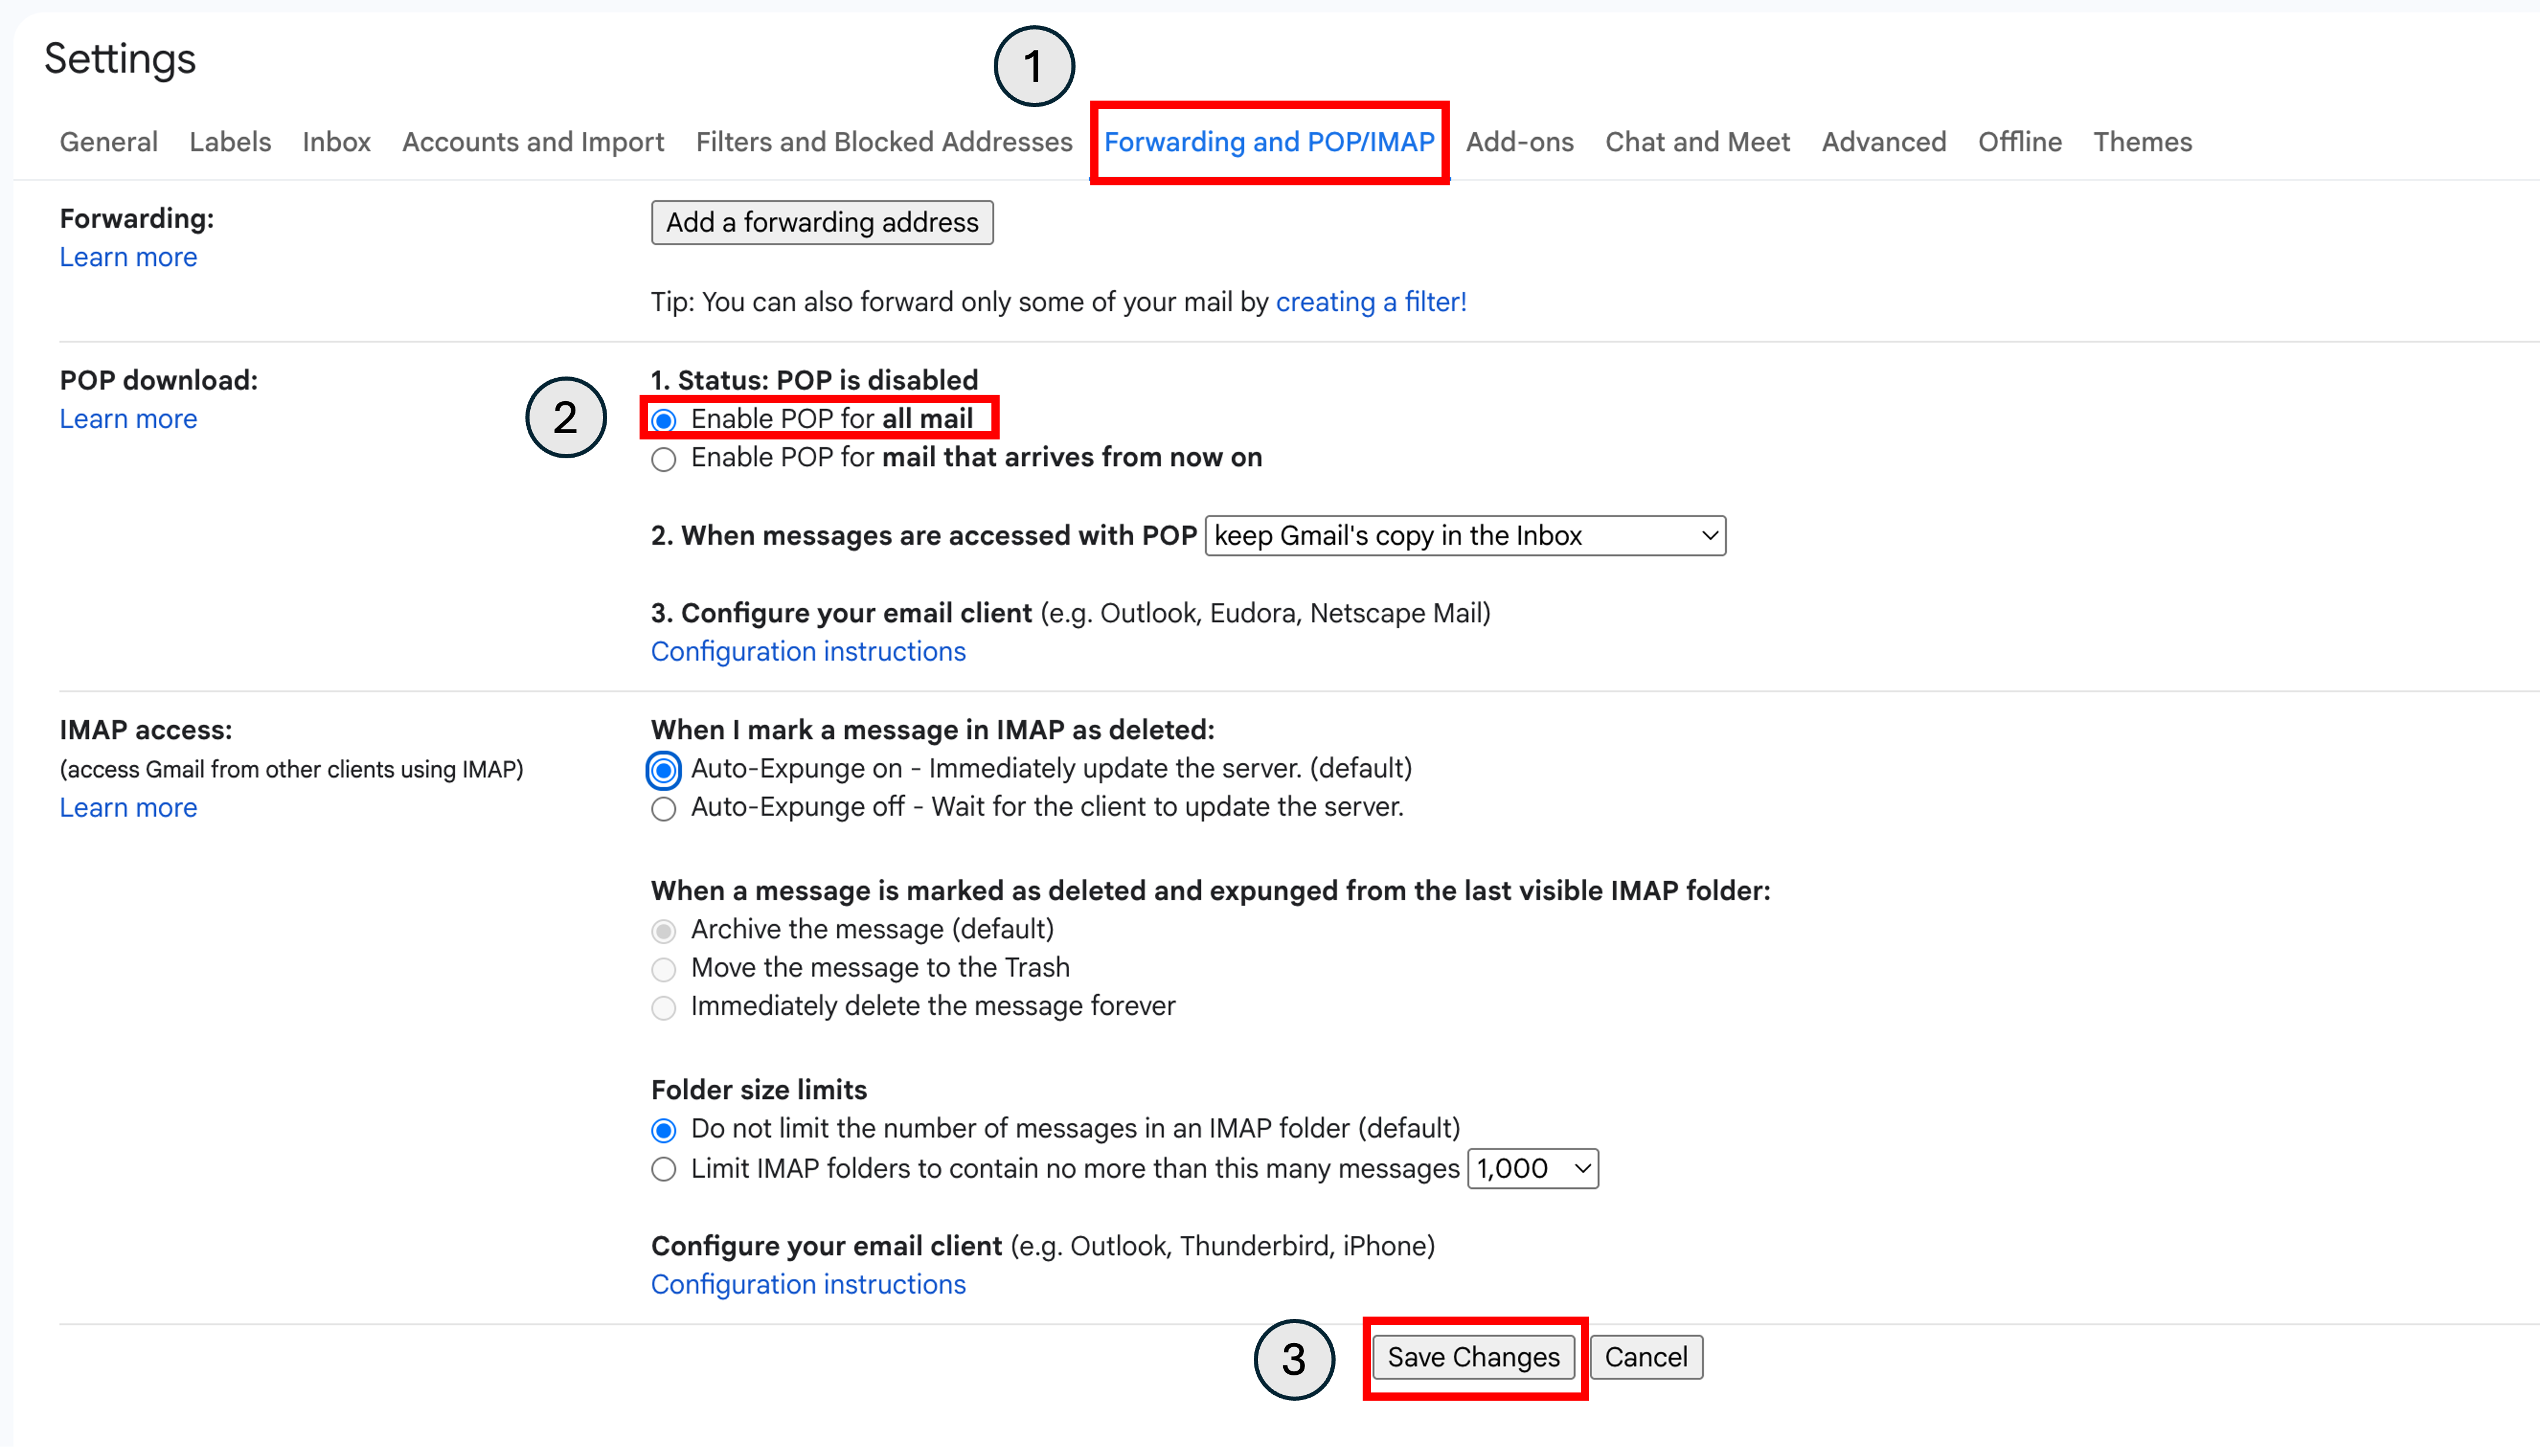 Settings
1
General Labels Inbox Accounts and Import Filters and Blocked Addresses Forwarding and POP/IMAP Add-ons Chat and Meet Advanced Offline Themes
Forwarding:
Learn more
Add a forwarding address
Tip: You can also forward only some of your mail by creating a filter!
POP download:
Learn more
2
1. Status: POP is disabled
Enable POP for all mail
Enable POP for mail that arrives from now on
2. When messages are accessed with POP keep Gmail's copy in the Inbox
3. Configure your email client (e.g. Outlook, Eudora, Netscape Mail)
Configuration instructions
IMAP access:
(access Gmail from other clients using IMAP)
Learn more
When I mark a message in IMAP as deleted:
Auto-Expunge on - Immediately update the server. (default)
Auto-Expunge off - Wait for the client to update the server.
When a message is marked as deleted and expunged from the last visible IMAP folder:
Archive the message (default)
Move the message to the Trash
Immediately delete the message forever
Folder size limits
Do not limit the number of messages in an IMAP folder (default)
Limit IMAP folders to contain no more than this many messages 1,000
Configure your email client (e.g. Outlook, Thunderbird, iPhone)
Configuration instructions
3
Save Changes Cancel